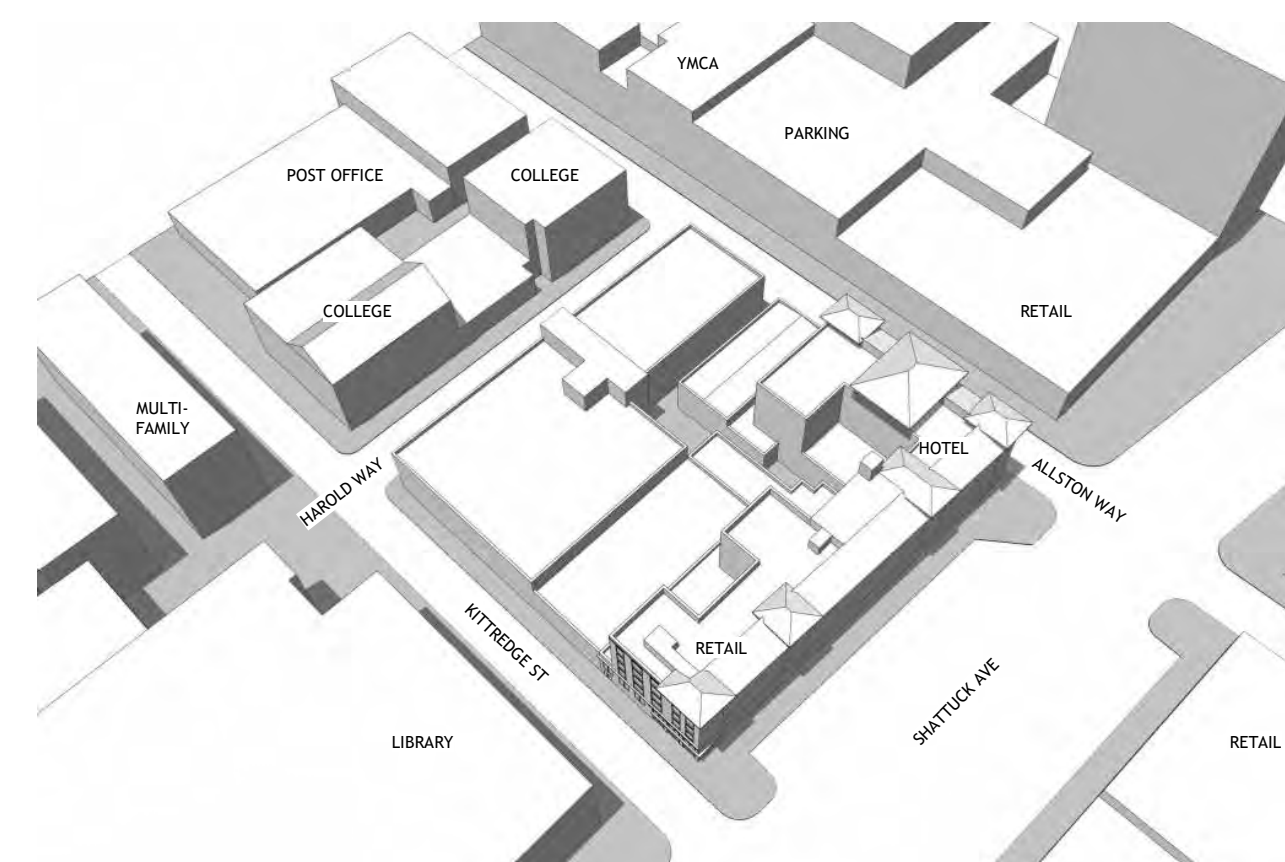 YMCA
PARKING
POST OFFICE
COLLEGE
COLLEGE
RETAIL
MULTI-
FAMILY
HOTEL
HAROLD WAY
ALLSTON WAY
KITTREDGE ST
RETAIL
SHATTUCK AVE
LIBRARY
RETAIL